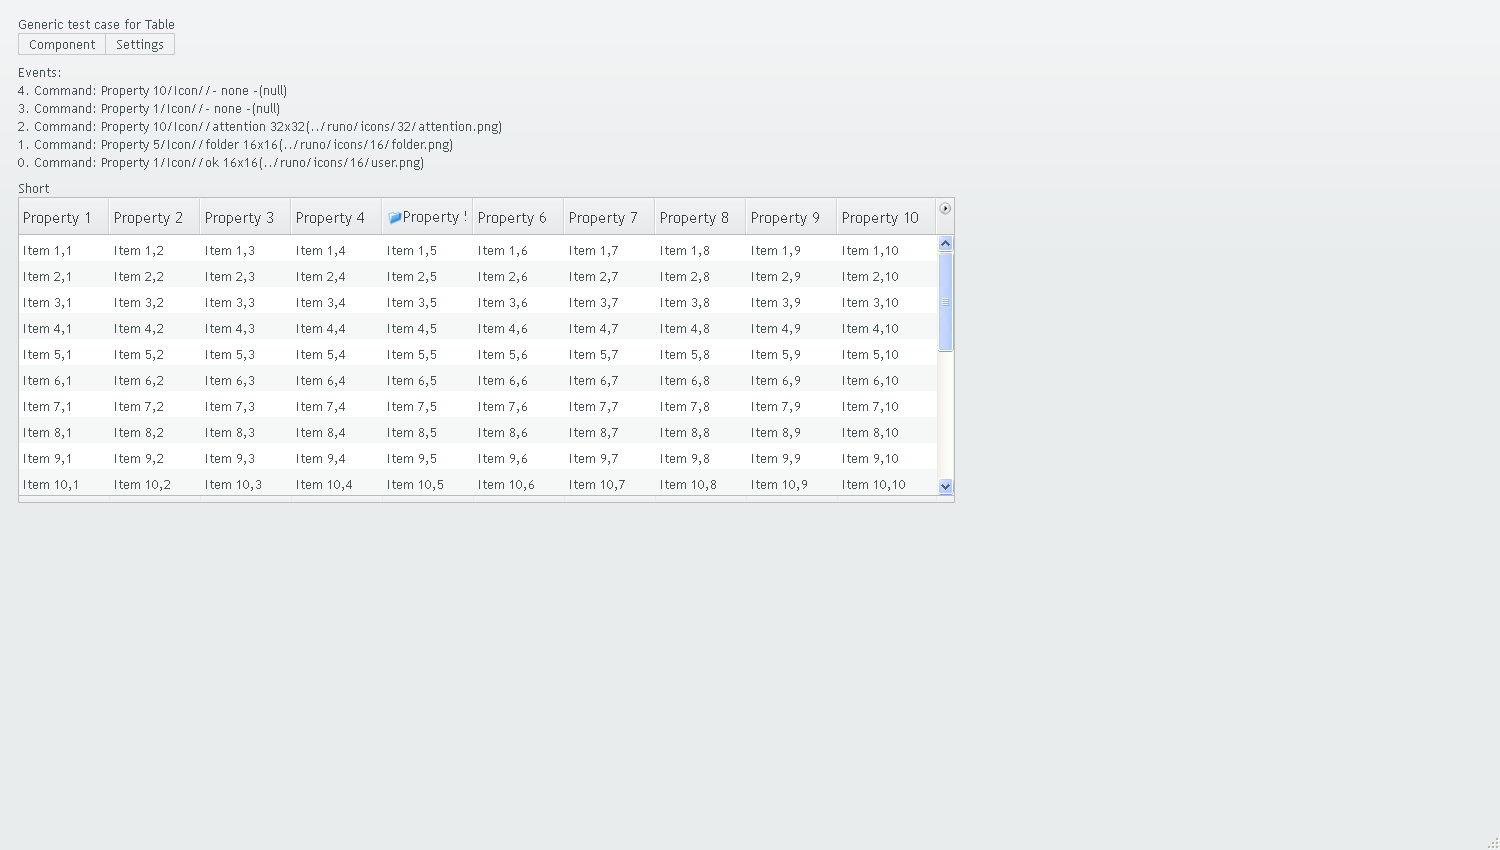 Generic test case for Table
Component Settings
Events:
4. Command: Property 10/Icon//- none -(null)
3. Command: Property 1/Icon//- none -(null)
2. Command: Property 10/Icon//attention 32x32(../runo/icons/32/attention.png)
1. Command: Property 5/Icon//folder 16x16(../runo/icons/16/folder.png)
0. Command: Property 1/Icon//ok 16x16(../runo/icons/16/user.png)
Short
Property 1 Property 2 Property 3 Property 4 Property Property 6 Property 7 Property 8 Property 9 Property 10
Item 1,1 Item 1,2 Item 1,3 Item 1,4 Item 1,5 Item 1,6 Item 1,7 Item 1,8 Item 1,9 Item 1,10
Item 2,1 Item 2,2 Item 2,3 Item 2,4 Item 2,5 Item 2,6 Item 2,7 Item 2,8 Item 2,9 Item 2,10
Item 3,1 Item 3,2 Item 3,3 Item 3,4 Item 3,5 Item 3,6 Item 3,7 Item 3,8 Item 3,9 Item 3,10
Item 4,1 Item 4,2 Item 4,3 Item 4,4 Item 4,5 Item 4,6 Item 4,7 Item 4,8 Item 4,9 Item 4,10
Item 5,1 Item 5,2 Item 5,3 Item 5,4 Item 5,5 Item 5,6 Item 5,7 Item 5,8 Item 5,9 Item 5,10
Item 6,1 Item 6,2 Item 6,3 Item 6,4 Item 6,5 Item 6,6 Item 6,7 Item 6,8 Item 6,9 Item 6,10
Item 7,1 Item 7,2 Item 7,3 Item 7,4 Item 7,5 Item 7,6 Item 7,7 Item 7,8 Item 7,9 Item 7,10
Item 8,1 Item 8,2 Item 8,3 Item 8,4 Item 8,5 Item 8,6 Item 8,7 Item 8,8 Item 8,9 Item 8,10
Item 9,1 Item 9,2 Item 9,3 Item 9,4 Item 9,5 Item 9,6 Item 9,7 Item 9,8 Item 9,9 Item 9,10
Item 10,1 Item 10,2 Item 10,3 Item 10,4 Item 10,5 Item 10,6 Item 10,7 Item 10,8 Item 10,9 Item 10,10